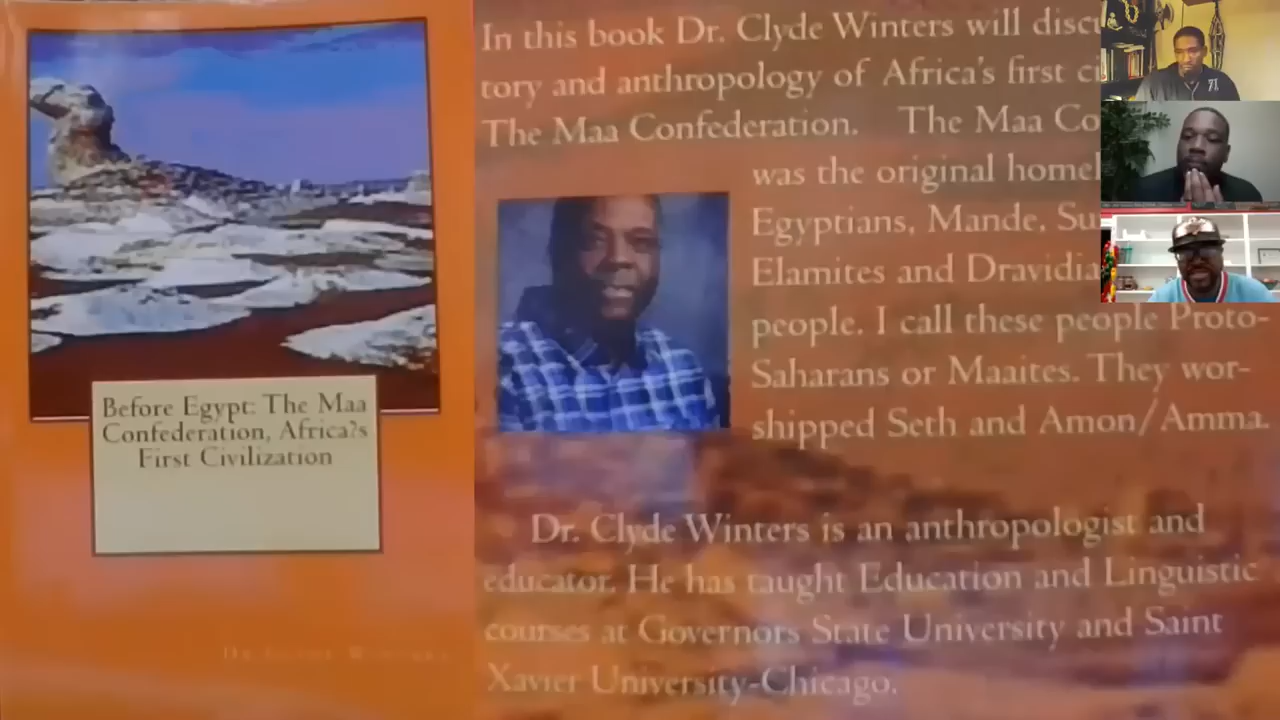 Before Egypt: The Maa
Confederation, Africa?s
First Civilization
In this book Dr. Clyde Winters will
tory and anthropology of Africa's first
The Maa Confederation. The Maa
was the original
Egyptians, Mande,
Elamites and
people. I call these people Proto-
Saharans or Maaites. They wor-
shipped Seth and Amon/Amma.
Dr. Clyde Winters is an anthropologist and
educator. He has taught Education and Linguistic
courses at Governors State University and Saint
Xavier University-Chicago.